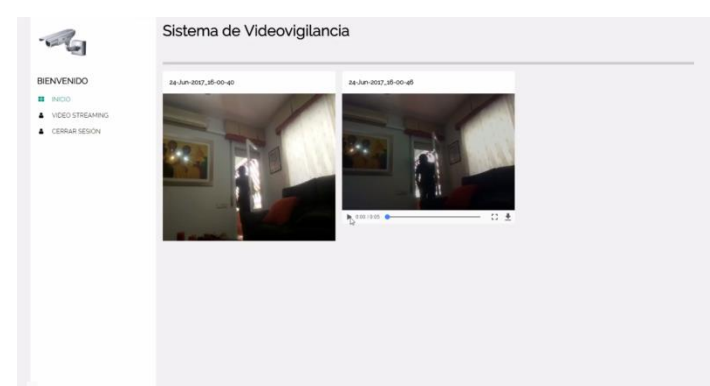 Sistema de Videovigilancia
BIENVENIDO
INICIO
VIDEO STREAMING
CERRAR SESION
24-Jun-2017_16-00-40
24-Jun-2017_16-00-46
0:00 / 0:05